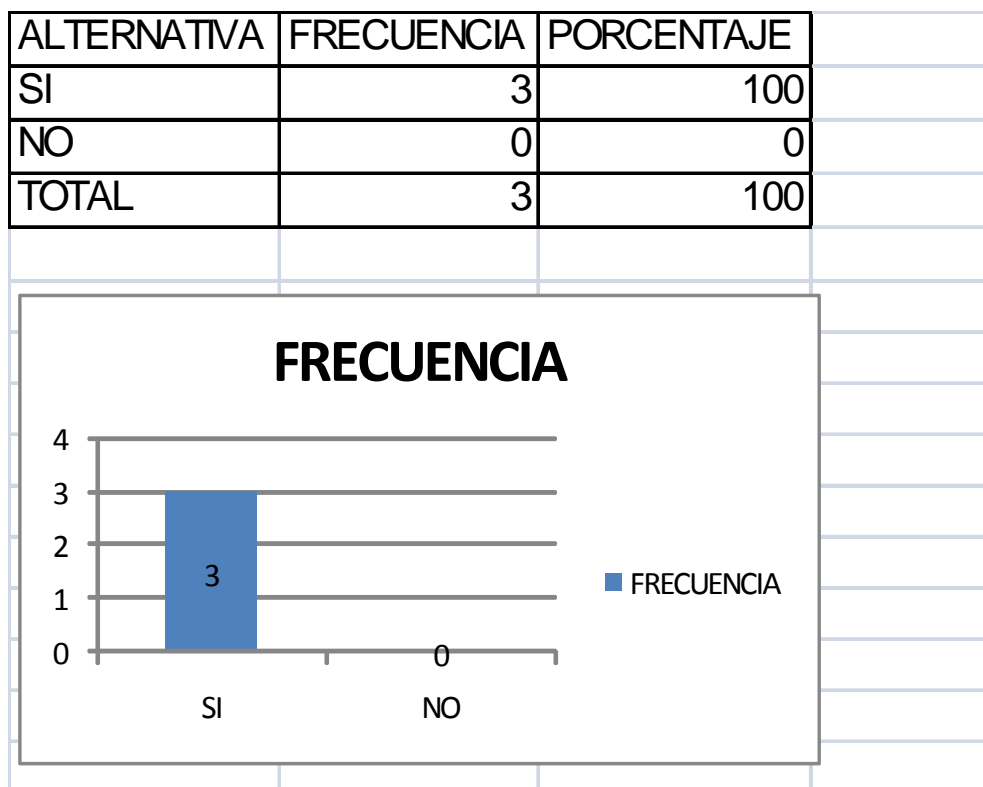 ALTERNATIVA FRECUENCIA PORCENTAJE
SI 3 100
NO 0 0
TOTAL 3 100
FRECUENCIA
4
3
2
1
0
3
0
SI NO
FRECUENCIA